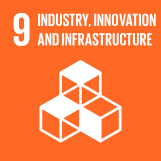 9 INDUSTRY, INNOVATION
AND INFRASTRUCTURE